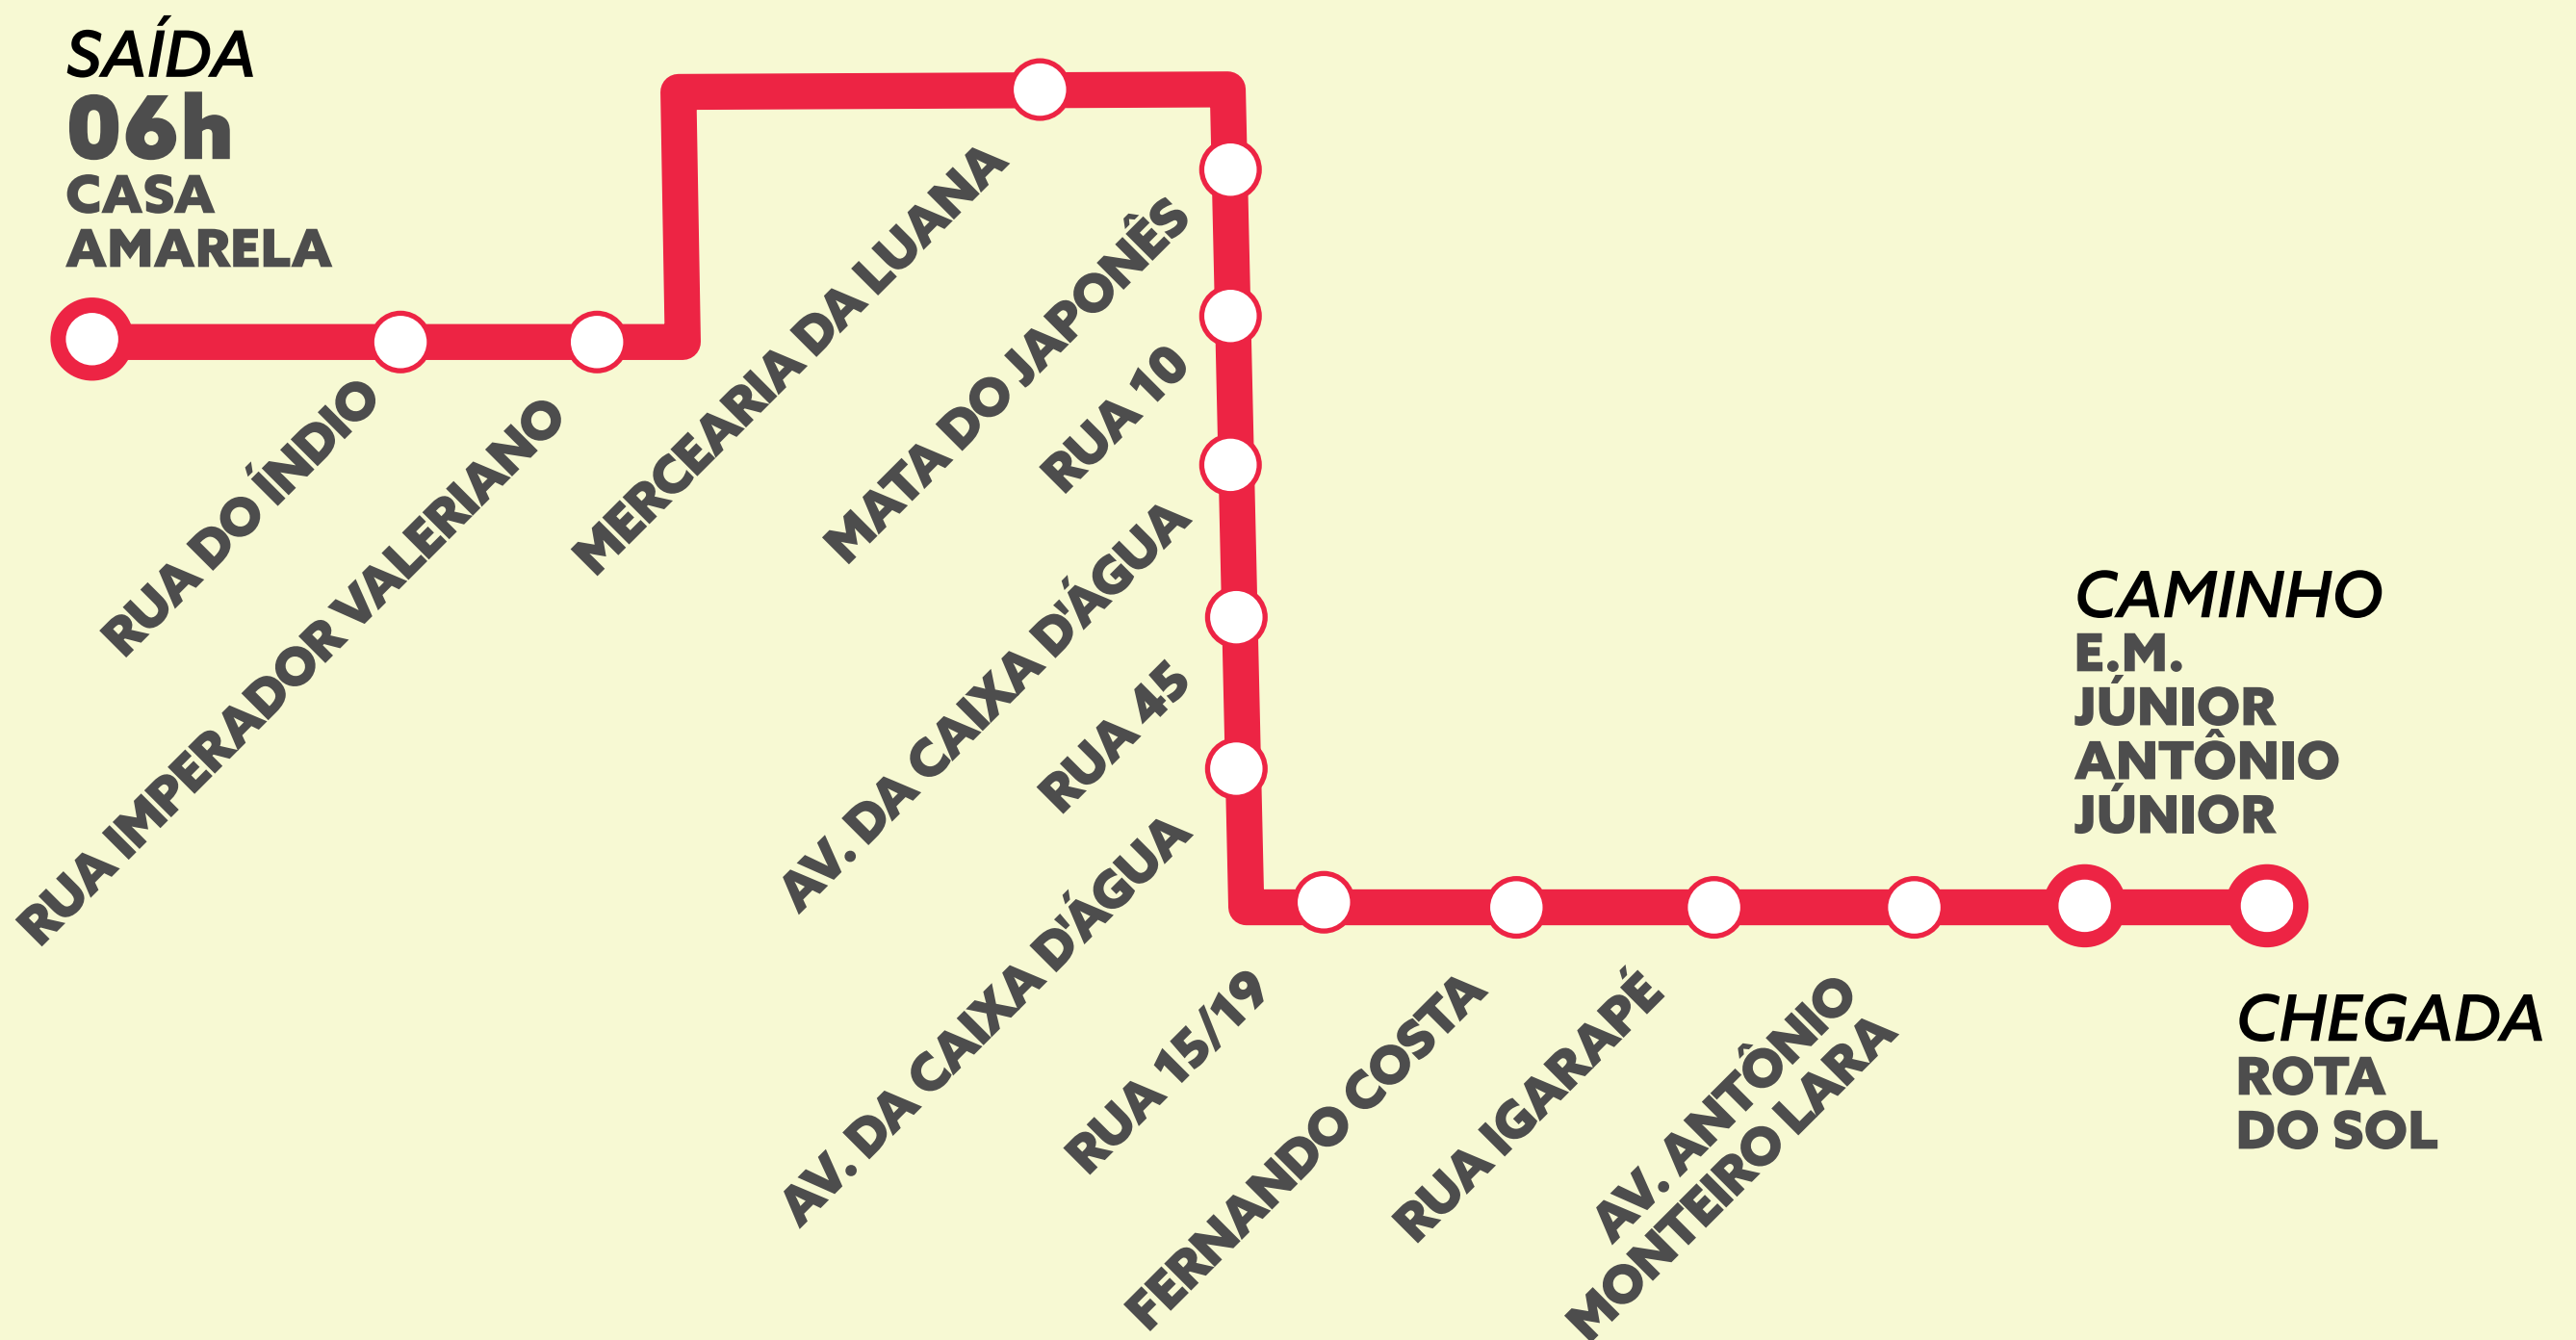 SAÍDA
06h
CASA
AMARELA
RUA DO ÍNDIO
RUA IMPERADOR VALERIANO
MERCEARIA DA LUANA
MATA DO JAPONÊS
RUA 10
AV. DA CAIXA D'ÁGUA
RUA 45
AV. DA CAIXA D'ÁGUA
RUA 15/19
FERNANDO COSTA
RUA IGARAPÉ
AV. ANTÔNIO
MONTEIRO LARA
CAMINHO
E.M.
JÚNIOR
ANTÔNIO
JÚNIOR
CHEGADA
ROTA
DO SOL